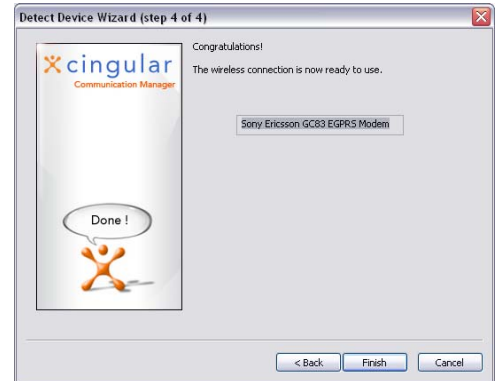 Detect Device Wizard (step 4 of 4)
cingular
Communication Manager
Congratulations!
The wireless connection is now ready to use.
Sony Ericsson GC83 EGPRS Modem
Done !
< Back
Finish
Cancel